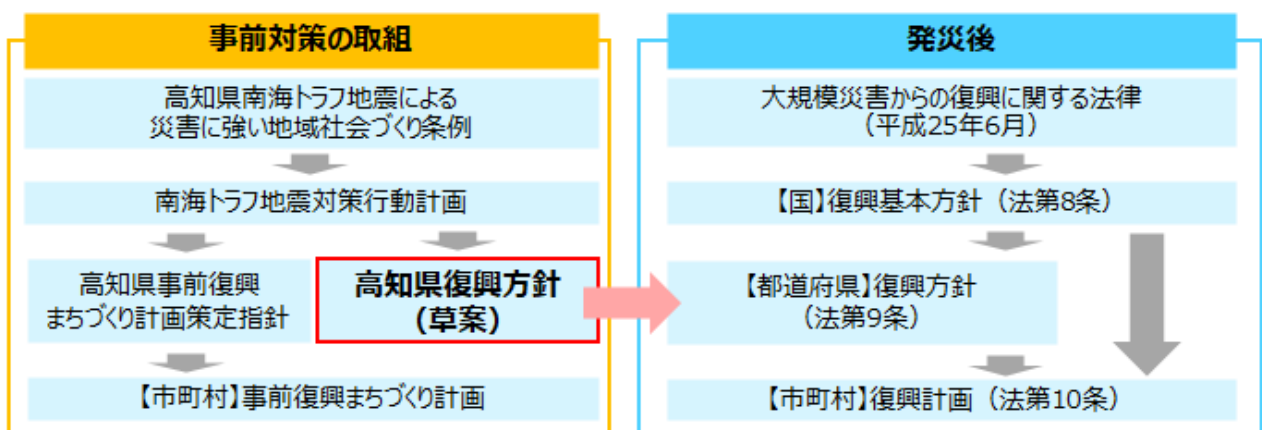 事前対策の取組
高知県南海トラフ地震による
災害に強い地域社会づくり条例
南海トラフ地震対策行動計画
高知県事前復興
まちづくり計画策定指針
高知県復興方針
(草案)
【市町村】事前復興まちづくり計画
発災後
大規模災害からの復興に関する法律
（平成25年6月）
【国】復興基本方針（法第8条）
【都道府県】復興方針
（法第9条）
【市町村】復興計画（法第10条）